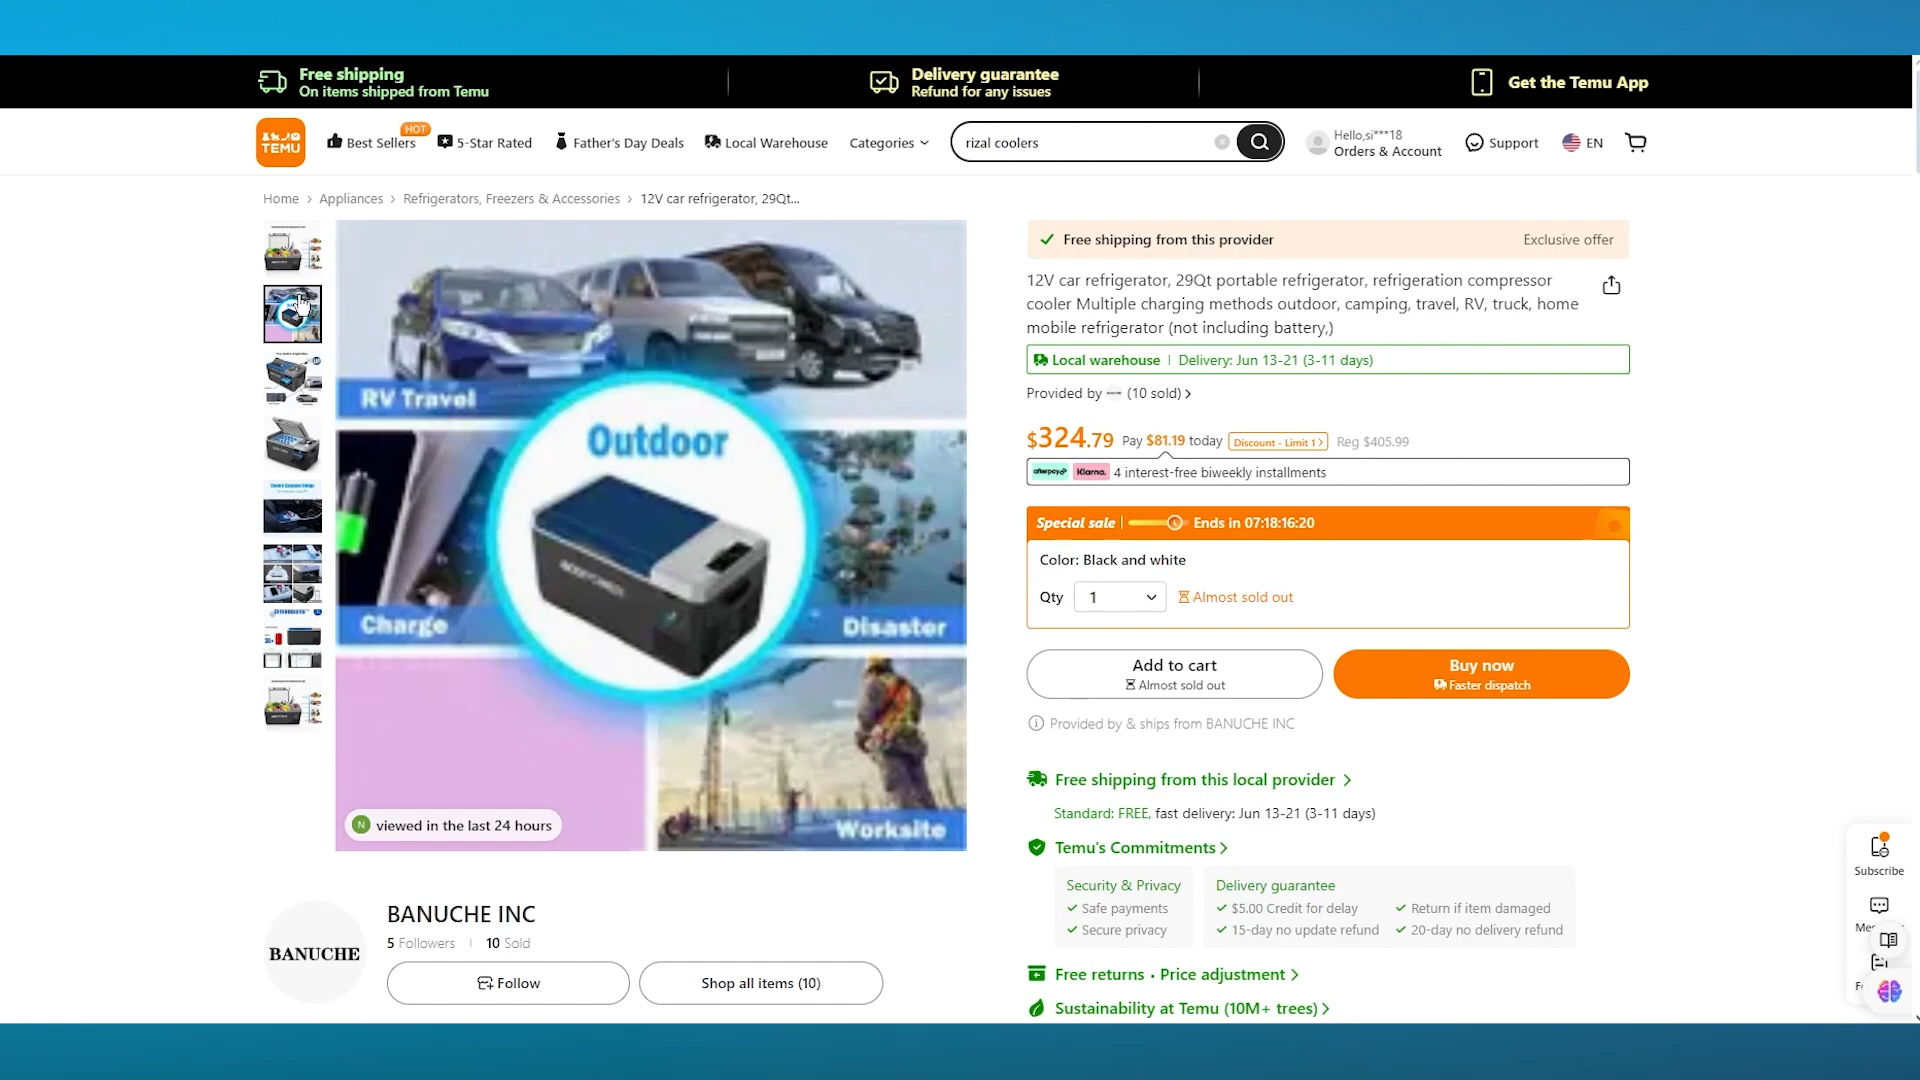 Free shipping
On items shipped from Temu
Delivery guarantee
Refund for any issues
Get the Temu App
TEMU
Best Sellers
HOT
5-Star Rated
Father's Day Deals
Local Warehouse
Categories
rizal coolers
Hello,si***18
Orders & Account
Support
EN
Home > Appliances > Refrigerators, Freezers & Accessories > 12V car refrigerator, 29Qt...
RV Travel
Outdoor
Charge
Disaster
Worksite
N viewed in the last 24 hours
BANUCHE
BANUCHE INC
5 Followers | 10 Sold
Follow
Shop all items (10)
Free shipping from this provider
Exclusive offer
12V car refrigerator, 29Qt portable refrigerator, refrigeration compressor
cooler Multiple charging methods outdoor, camping, travel, RV, truck, home
mobile refrigerator (not including battery,)
Local warehouse | Delivery: Jun 13-21 (3-11 days)
Provided by (10 sold) >
$324.79 Pay $81.19 today Discount - Limit 1 > Reg $405.99
afterpay Klarna. 4 interest-free biweekly installments
Special sale | Ends in 07:18:16:20
Color: Black and white
Qty 1 Almost sold out
Add to cart
Almost sold out
Buy now
Faster dispatch
Provided by & ships from BANUCHE INC
Free shipping from this local provider >
Standard: FREE, fast delivery: Jun 13-21 (3-11 days)
Temu's Commitments >
Security & Privacy
Safe payments
Secure privacy
Delivery guarantee
$5.00 Credit for delay
Return if item damaged
15-day no update refund
20-day no delivery refund
Free returns · Price adjustment >
Sustainability at Temu (10M+ trees) >
Subscribe